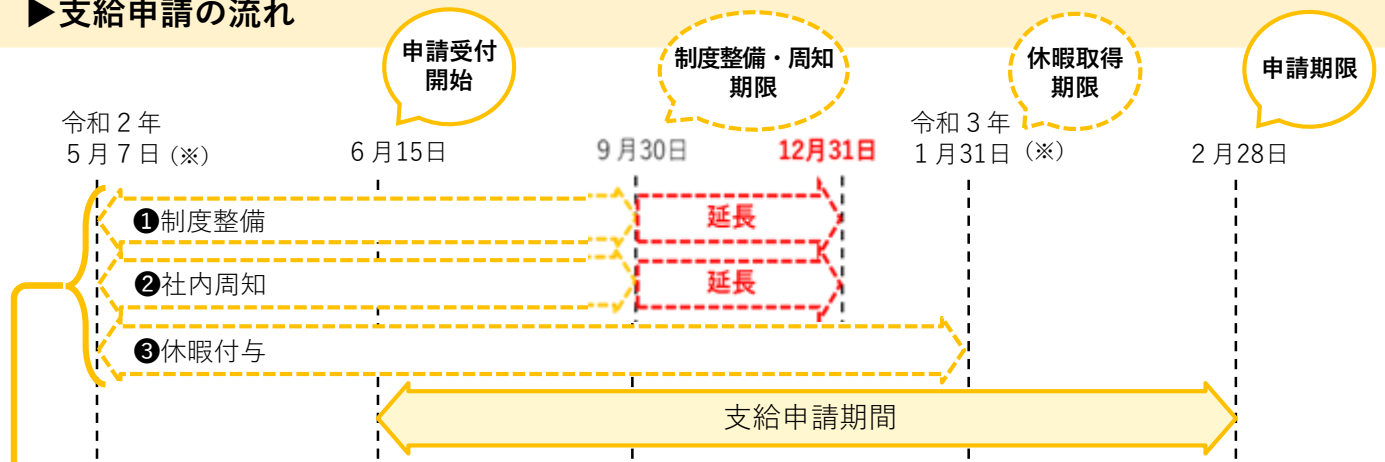 ▶支給申請の流れ
申請受付
開始
制度整備・周知
期限
休暇取得
期限
申請期限
令和２年
５月７日（※）
６月15日
９月30日
12月31日
令和３年
１月31日（※）
２月28日
❶制度整備
延長
❷社内周知
延長
❸休暇付与
支給申請期間